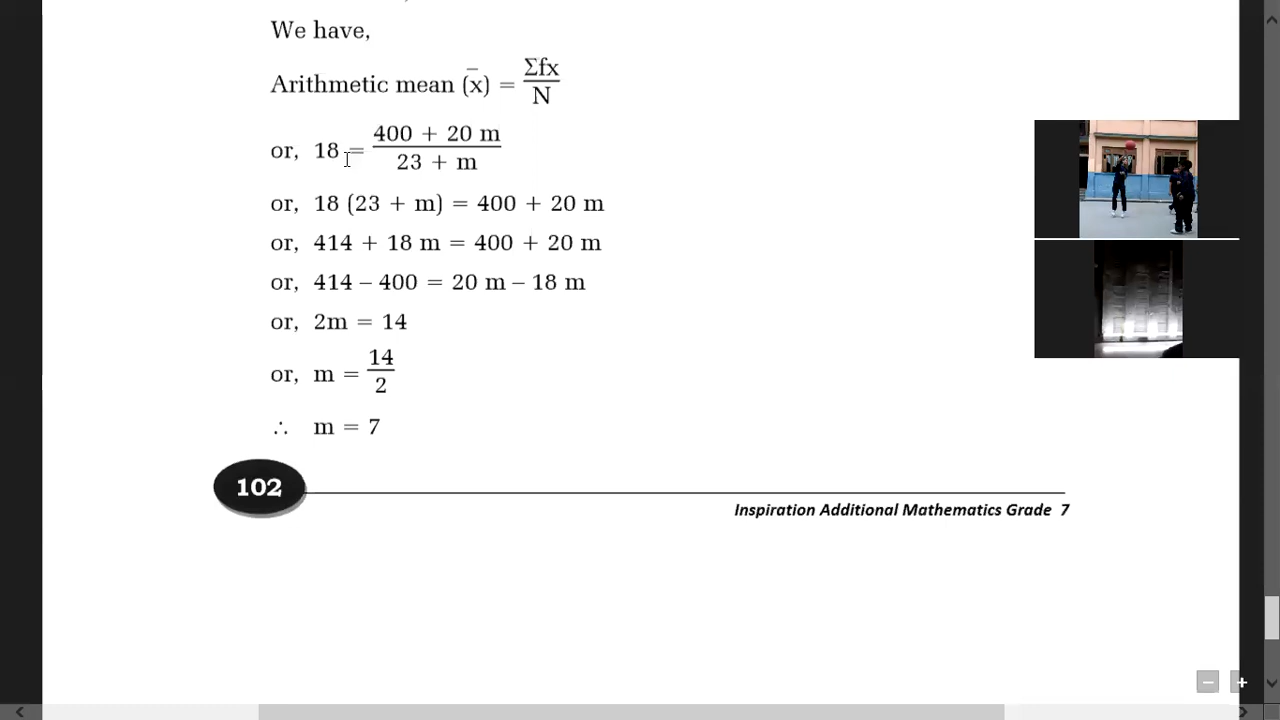 We have,
Arithmetic mean (x̄) = Σfx / N
or, 18 = 400 + 20 m / 23 + m
or, 18 (23 + m) = 400 + 20 m
or, 414 + 18 m = 400 + 20 m
or, 414 – 400 = 20 m – 18 m
or, 2m = 14
or, m = 14 / 2
∴ m = 7
102
Inspiration Additional Mathematics Grade 7